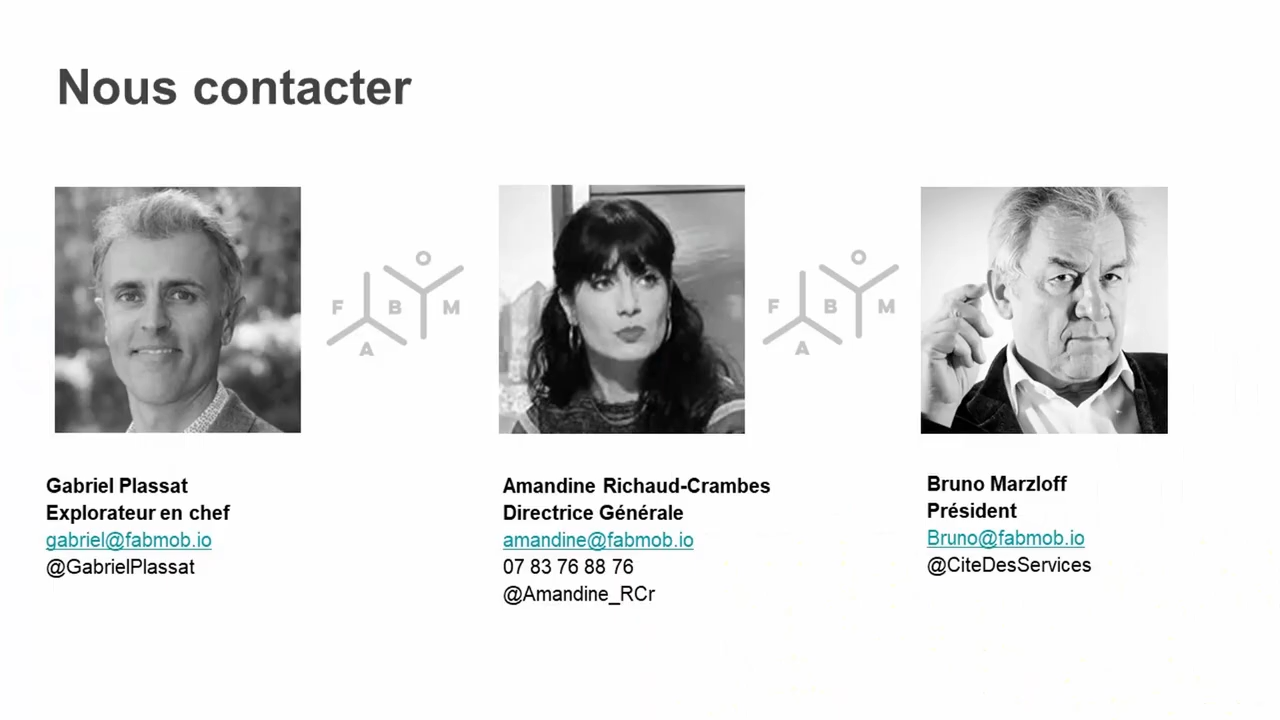 Nous contacter
F B M
A O
F B M
A O
Gabriel Plassat
Explorateur en chef
gabriel@fabmob.io
@GabrielPlassat
Amandine Richaud-Crambes
Directrice Générale
amandine@fabmob.io
07 83 76 88 76
@Amandine_RCr
Bruno Marzloff
Président
Bruno@fabmob.io
@CiteDesServices